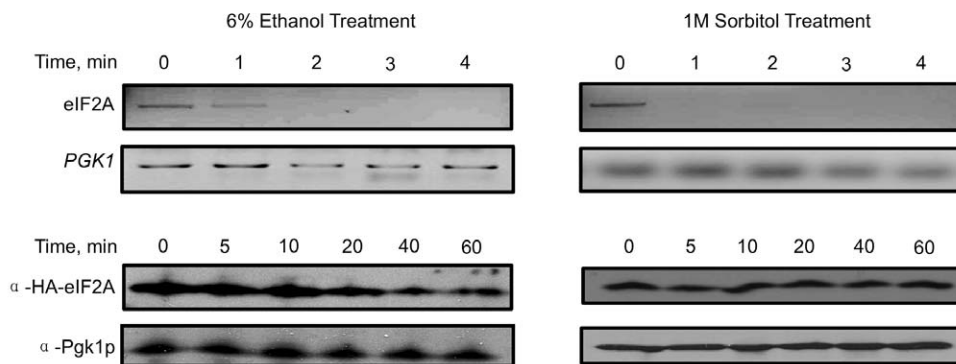 6% Ethanol Treatment 1M Sorbitol Treatment
Time, min 0 1 2 3 4 0 1 2 3 4
eIF2A
PGK1
Time, min 0 5 10 20 40 60 0 5 10 20 40 60
α-HA-eIF2A
α-Pgk1p